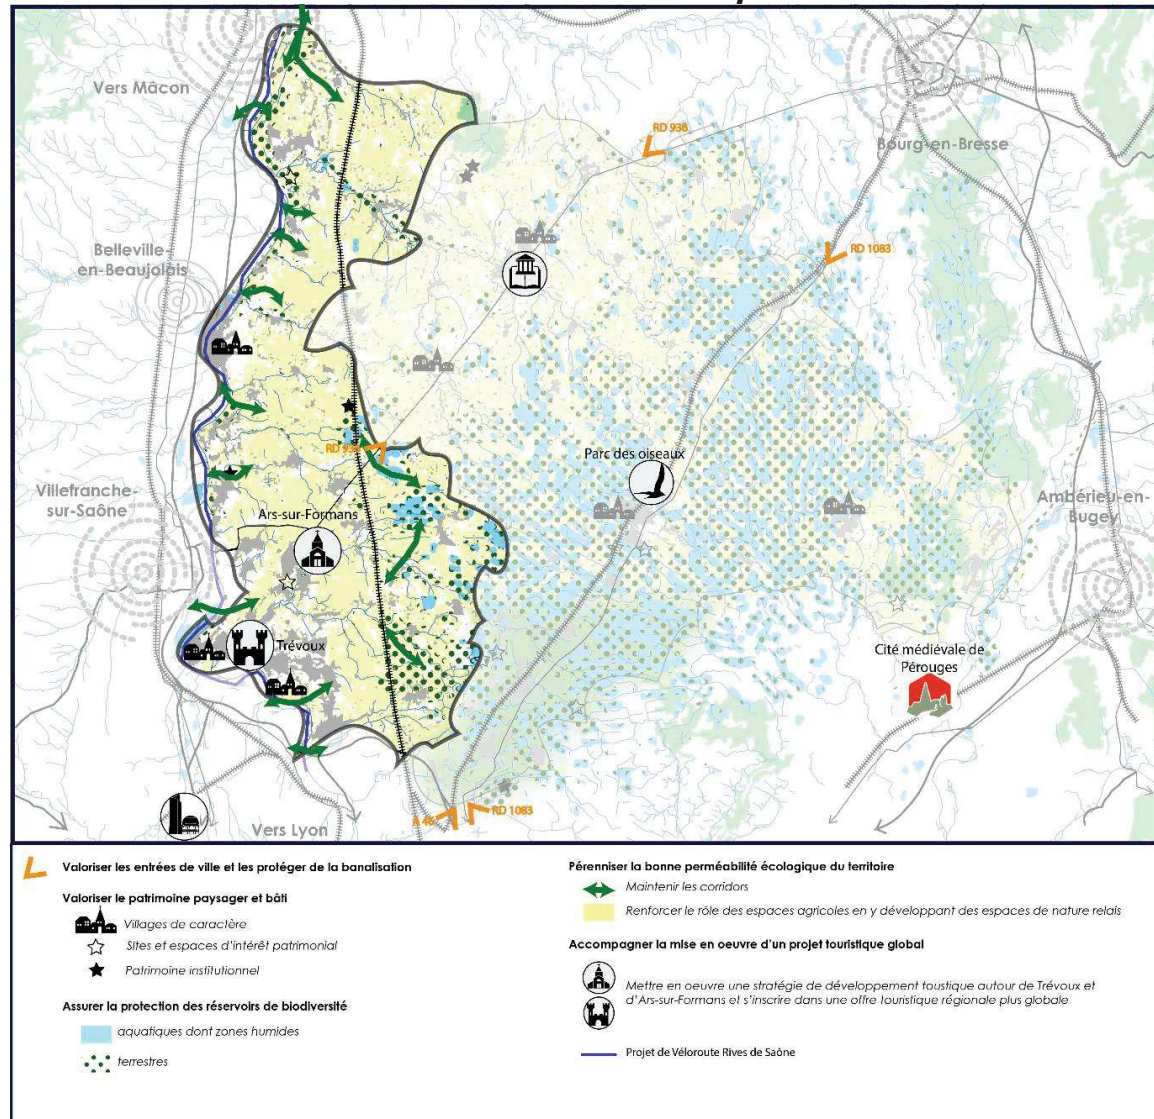 Vers Mâcon
RD 936
Bourg-en-Bresse
Belleville-
en-Beaujolais
RD 1083
RD 936
Parc des oiseaux
Villefranche-
sur-Saône
Ars-sur-Formans
Ambérieu-en-
Bugey
Trévoux
Cité médiévale de
Pérouges
A 46
RD 1083
Vers Lyon
Valoriser les entrées de ville et les protéger de la banalisation
Valoriser le patrimoine paysager et bâti
Villages de caractère
Sites et espaces d'intérêt patrimonial
Patrimoine institutionnel
Assurer la protection des réservoirs de biodiversité
aquatiques dont zones humides
terrestres
Pérenniser la bonne perméabilité écologique du territoire
Maintenir les corridors
Renforcer le rôle des espaces agricoles en y développant des espaces de nature relais
Accompagner la mise en oeuvre d'un projet touristique global
Mettre en oeuvre une stratégie de développement toustique autour de Trévoux et
d'Ars-sur-Formans et s'inscrire dans une offre touristique régionale plus globale
Projet de Véloroute Rives de Saône